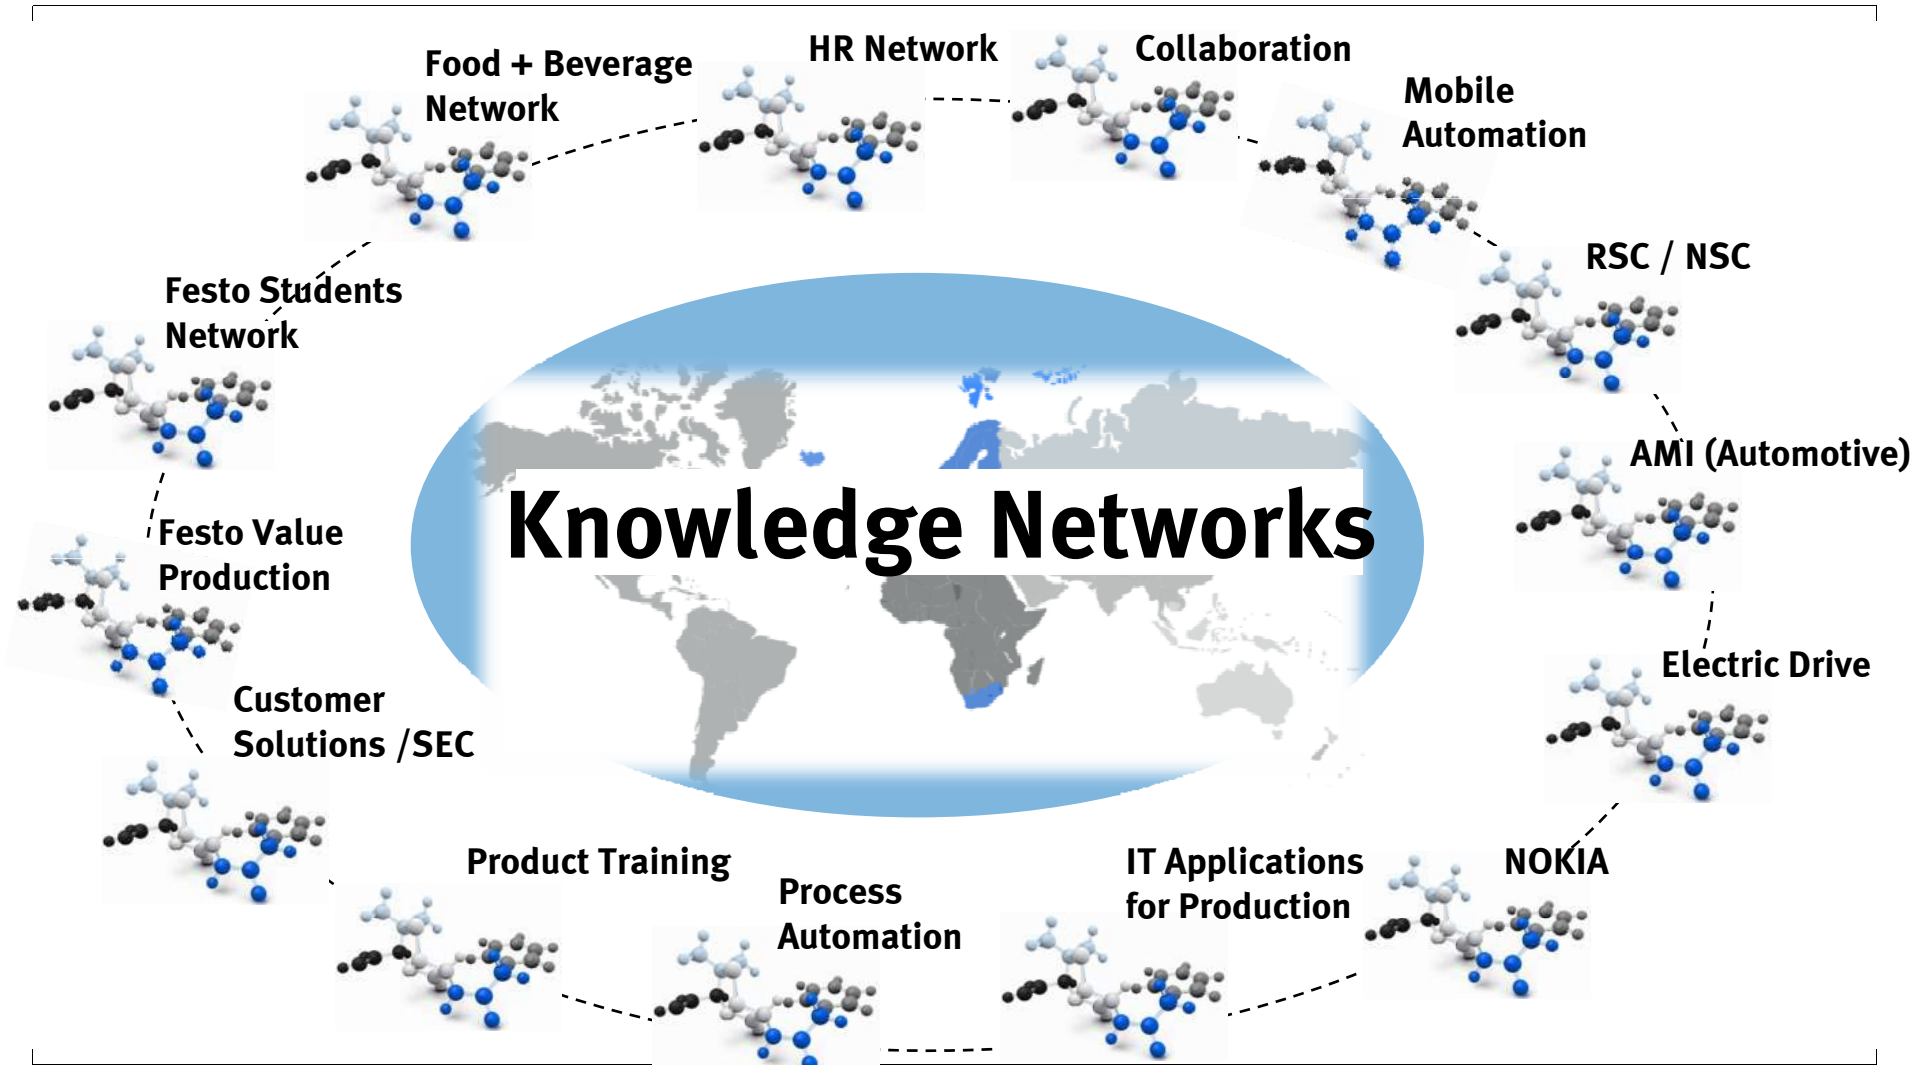 HR Network
Collaboration
Food + Beverage
Network
Mobile
Automation
RSC / NSC
Festo Students
Network
AMI (Automotive)
Knowledge Networks
Festo Value
Production
Electric Drive
Customer
Solutions /SEC
Product Training
IT Applications
for Production
NOKIA
Process
Automation